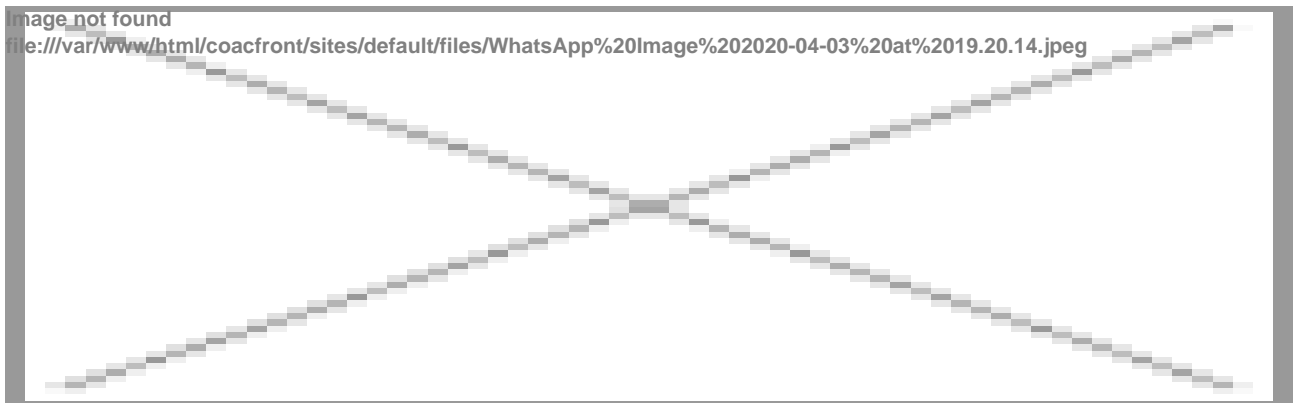 Image not found
file:///var/www/html/coacfront/sites/default/files/WhatsApp%20Image%202020-04-03%20at%2019.20.14.jpeg